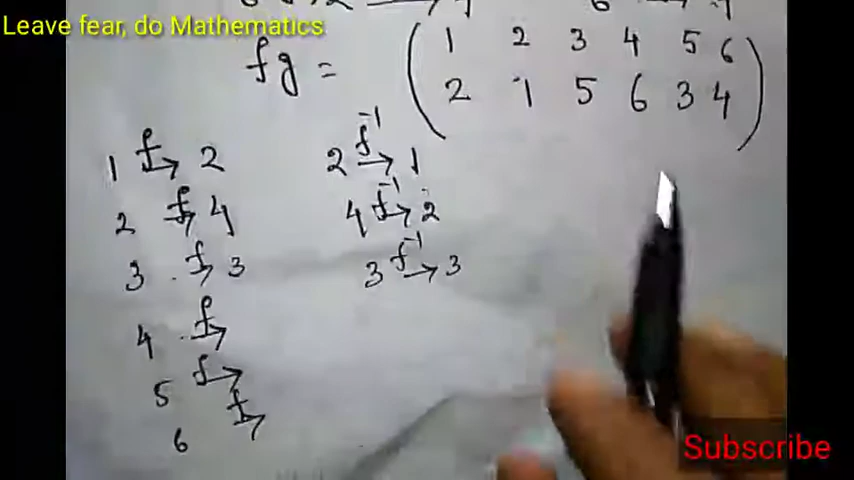 Leave fear, do Mathematics
fg = ( 1 2 3 4 5 6
2 1 5 6 3 4 )
1 f→ 2 2 f⁻¹→ 1
2 f→ 4 4 f⁻¹→ 2
3 f→ 3 3 f⁻¹→ 3
4 f→
5 f→
6 f→
Subscribe